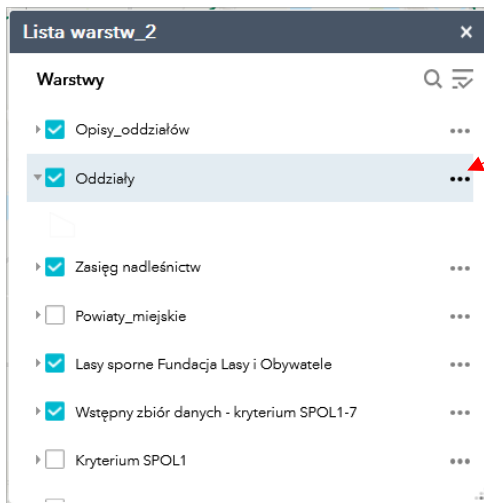 Lista warstw_2
Warstwy
Opisy_oddziałów
Oddziały
Zasięg nadleśnictw
Powiaty_miejskie
Lasy sporne Fundacja Lasy i Obywatele
Wstępny zbiór danych - kryterium SPOL1-7
Kryterium SPOL1